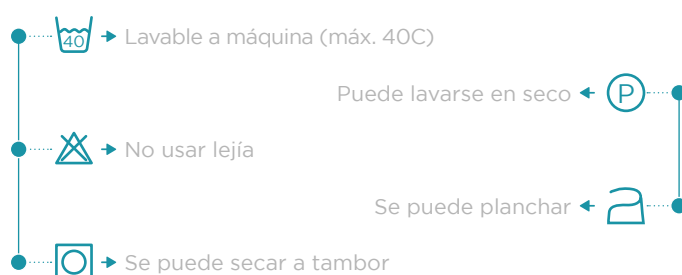 40 Lavable a máquina (máx. 40C)
Puede lavarse en seco P
No usar lejía
Se puede planchar
Se puede secar a tambor